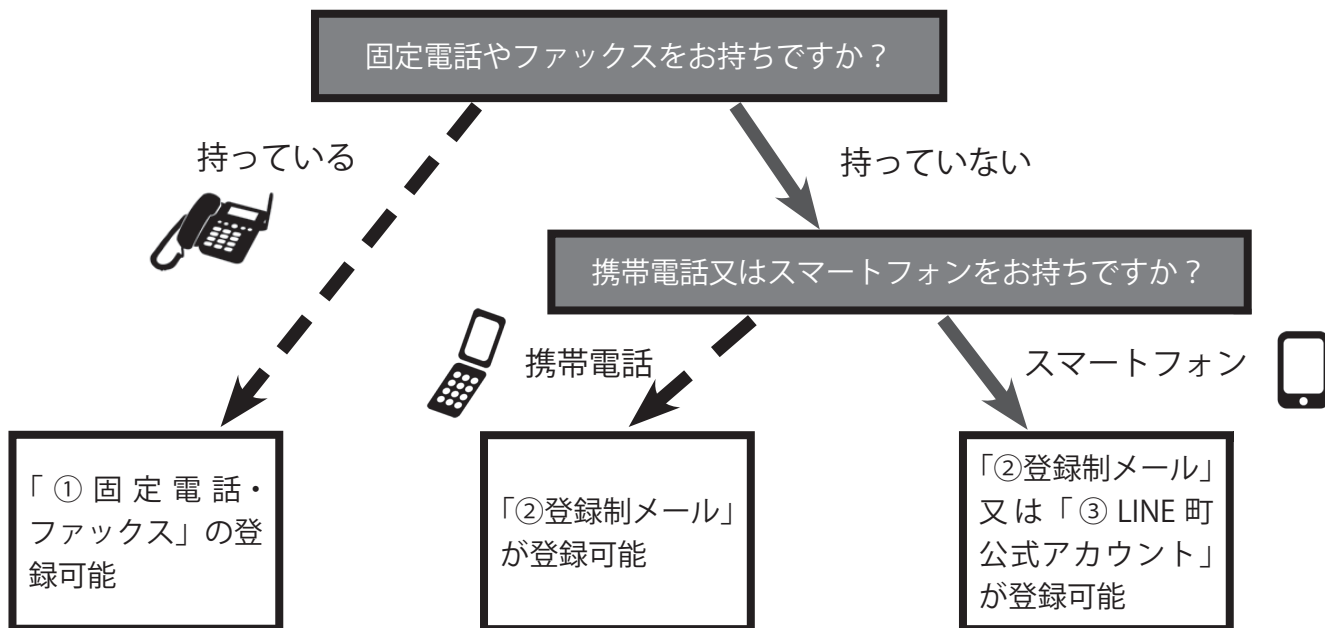 固定電話やファックスをお持ちですか？
持っている
持っていない
携帯電話又はスマートフォンをお持ちですか？
携帯電話
スマートフォン
「①固定電話・
ファックス」の登
録可能
「②登録制メール」
が登録可能
「②登録制メール」
又は「③ LINE 町
公式アカウント」
が登録可能